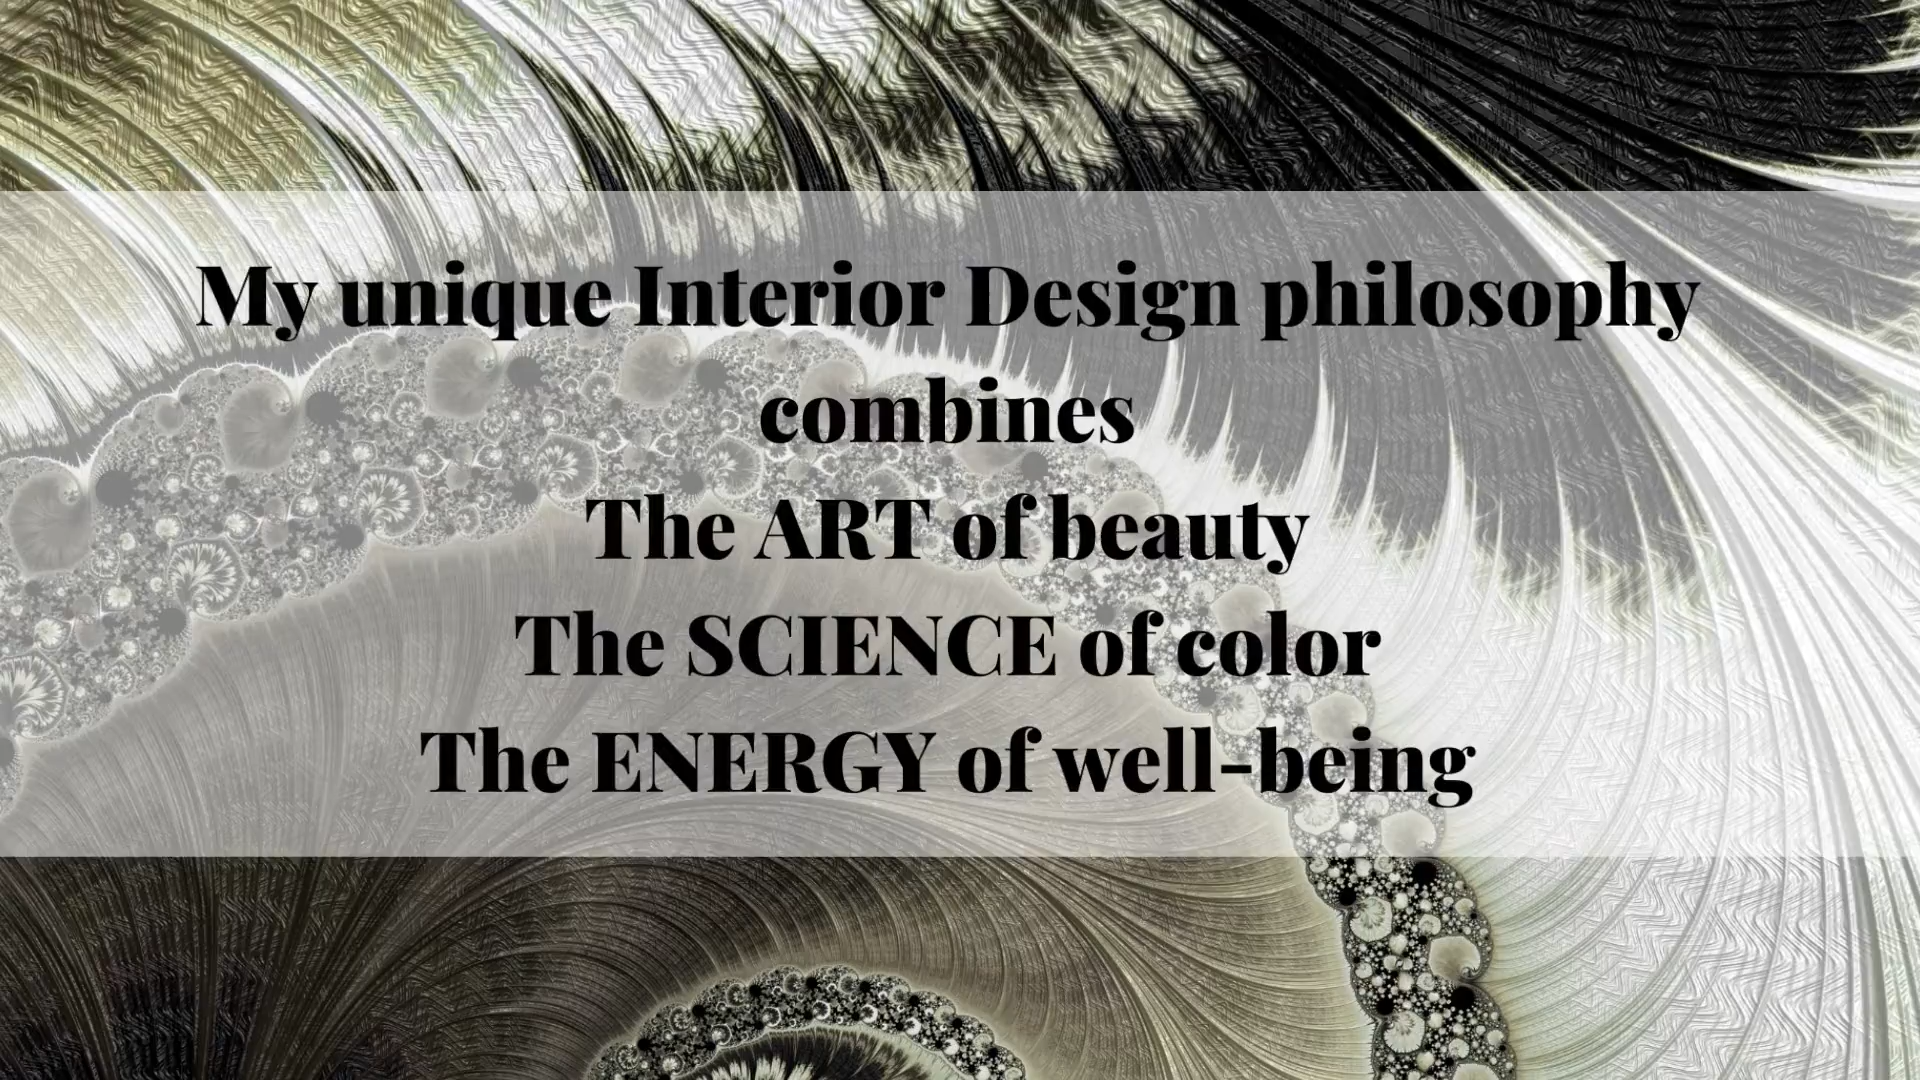 My unique Interior Design philosophy
combines
The ART of beauty
The SCIENCE of color
The ENERGY of well-being